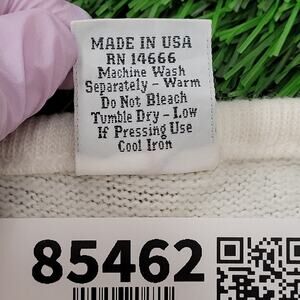 MADE IN USA
RN 14666
Machine Wash
Separately - Warm
Do Not Bleach
Tumble Dry - Low
If Pressing Use
Cool Iron
85462